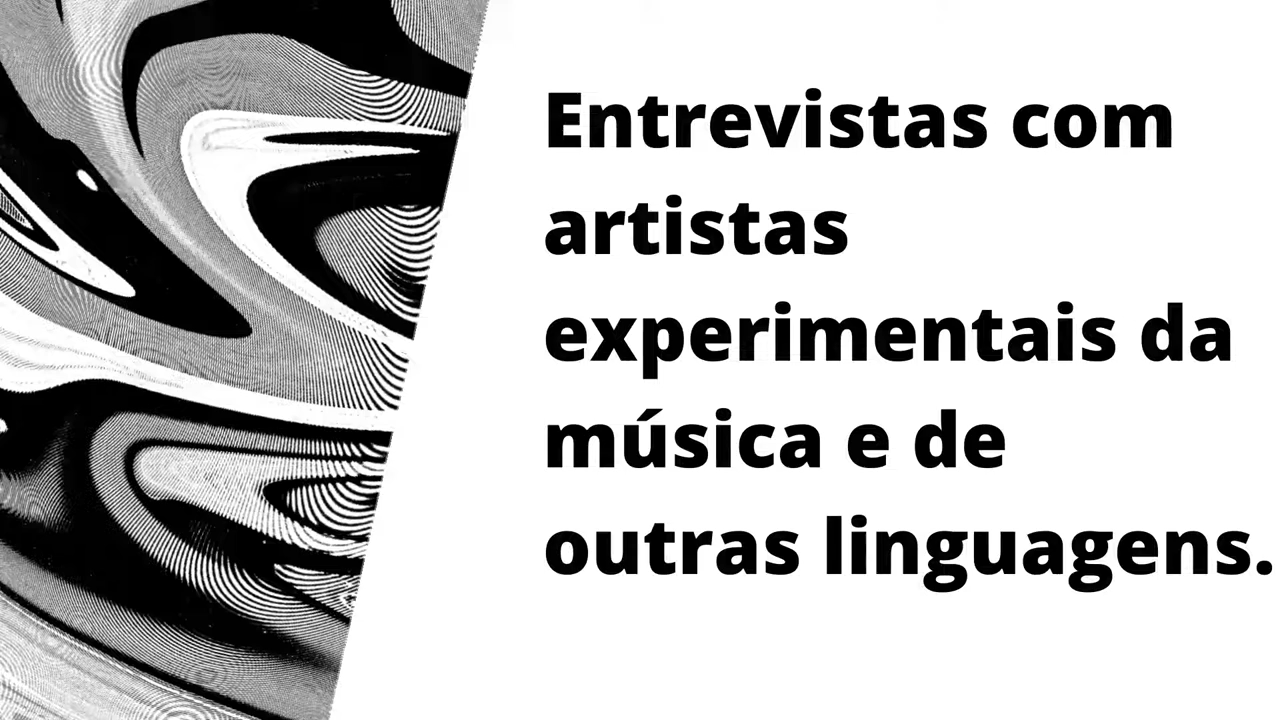 Entrevistas com
artistas
experimentais da
música e de
outras linguagens.